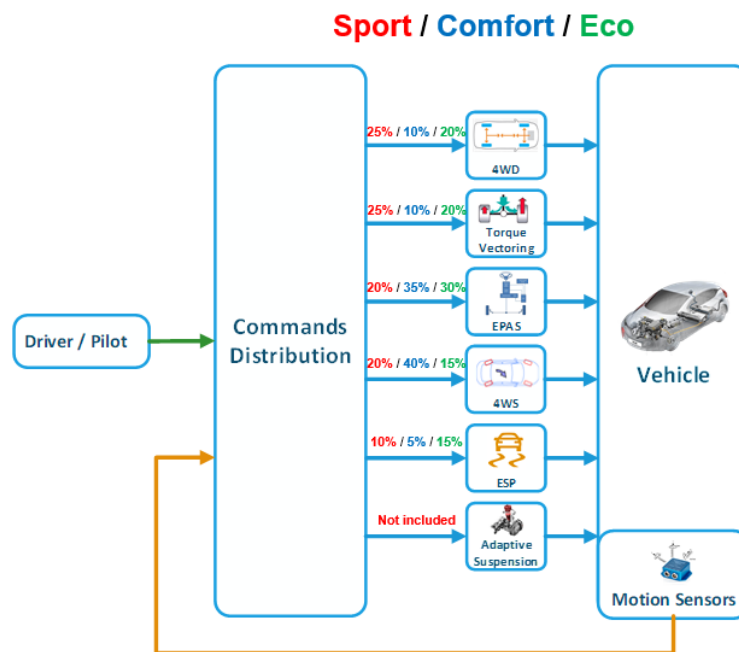 Sport / Comfort / Eco
25% / 10% / 20%
4WD
25% / 10% / 20%
Torque
Vectoring
20% / 35% / 30%
EPAS
Driver / Pilot
Commands
Distribution
Vehicle
20% / 40% / 15%
4WS
10% / 5% / 15%
ESP
Not included
Adaptive
Suspension
Motion Sensors